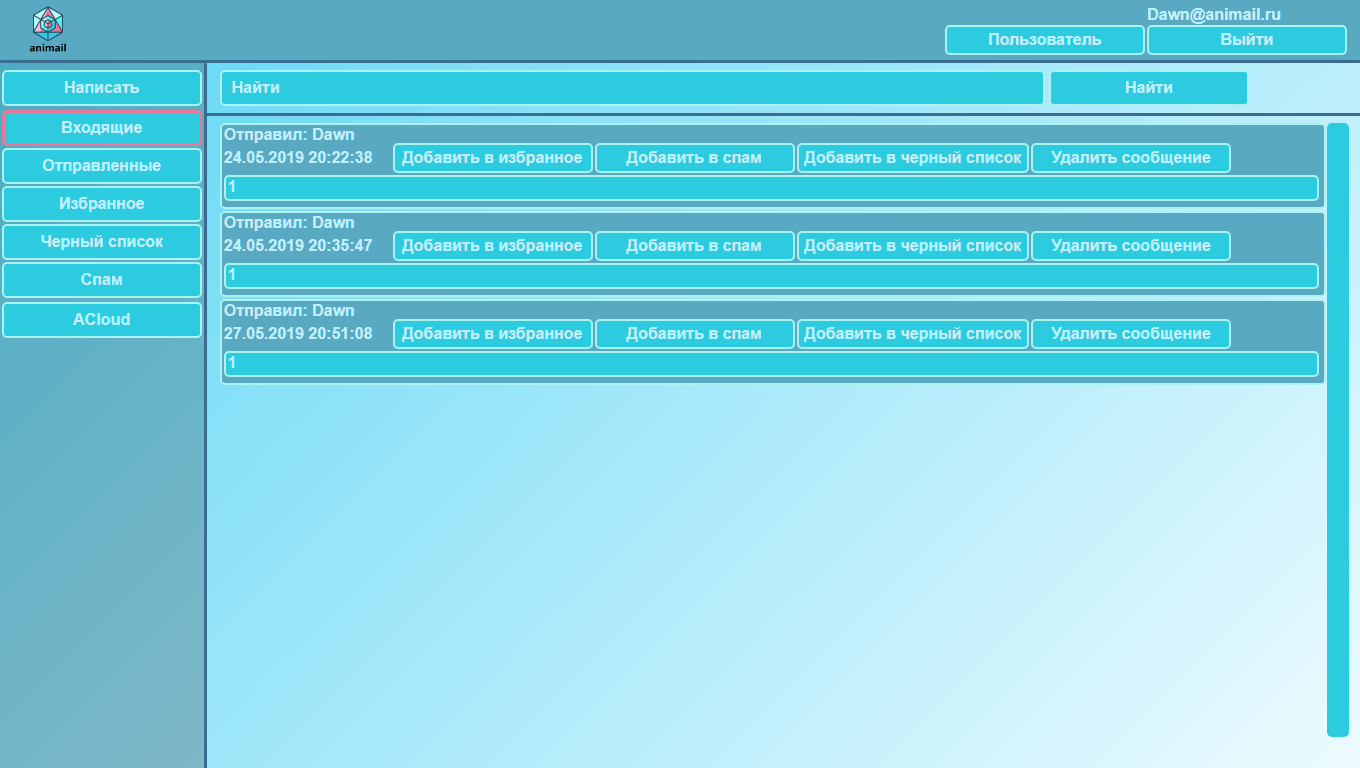 animail
Dawn@animail.ru
Пользователь
Выйти
Написать
Входящие
Отправленные
Избранное
Черный список
Спам
ACloud
Найти
Найти
Отправил: Dawn
24.05.2019 20:22:38 Добавить в избранное Добавить в спам Добавить в черный список Удалить сообщение
1
Отправил: Dawn
24.05.2019 20:35:47 Добавить в избранное Добавить в спам Добавить в черный список Удалить сообщение
1
Отправил: Dawn
27.05.2019 20:51:08 Добавить в избранное Добавить в спам Добавить в черный список Удалить сообщение
1